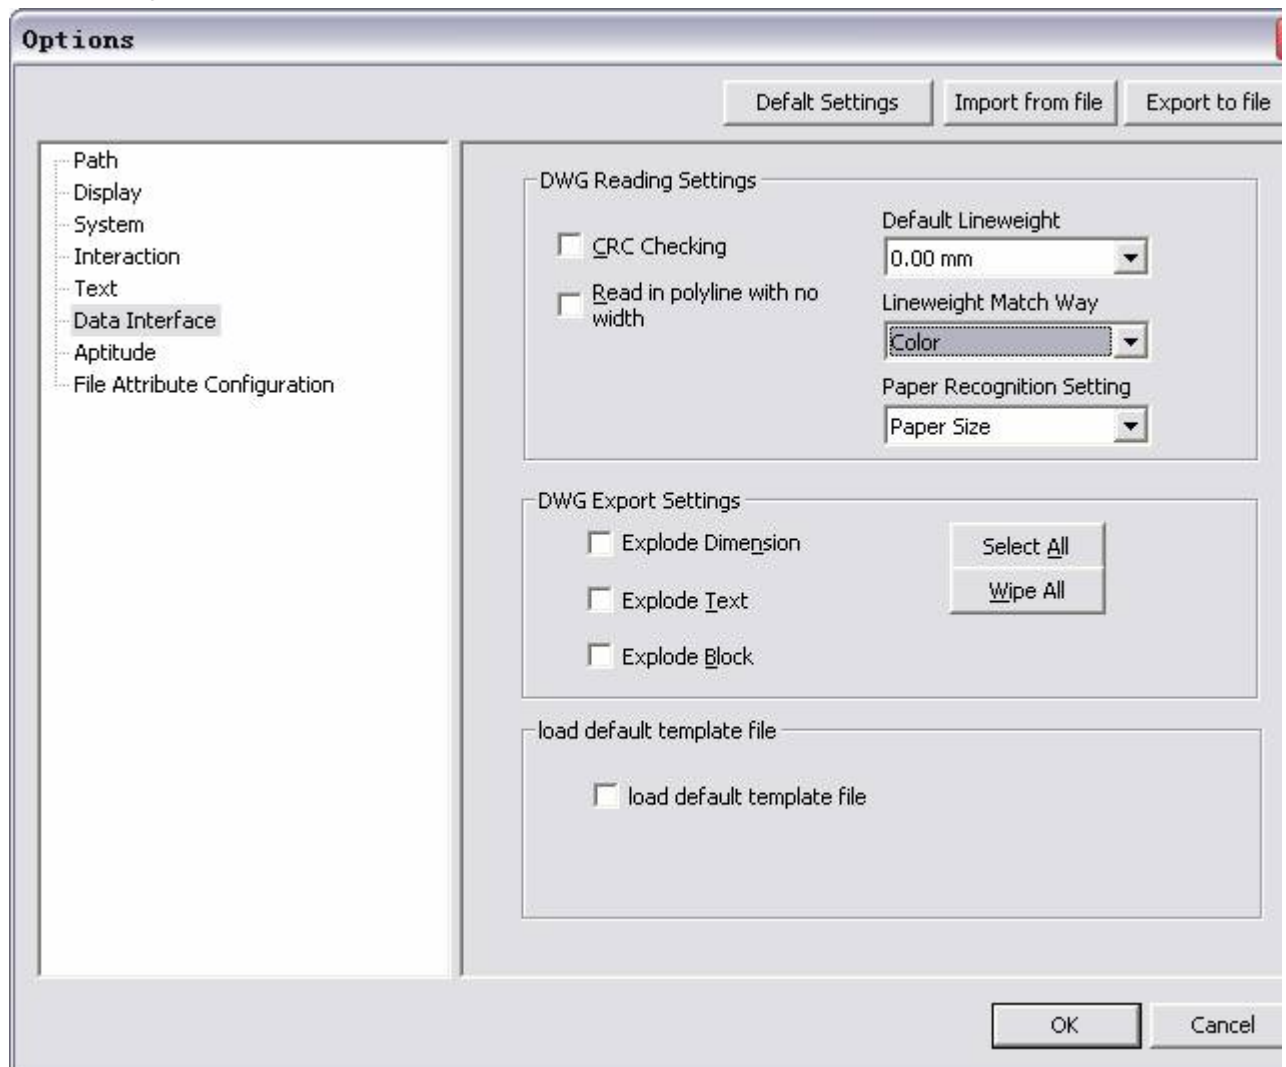 Options
Defalt Settings
Import from file
Export to file
Path
Display
System
Interaction
Text
Data Interface
Aptitude
File Attribute Configuration
DWG Reading Settings
CRC Checking
Read in polyline with no
width
Default Lineweight
0.00 mm
Lineweight Match Way
Color
Paper Recognition Setting
Paper Size
DWG Export Settings
Explode Dimension
Explode Text
Explode Block
Select All
Wipe All
load default template file
load default template file
OK
Cancel